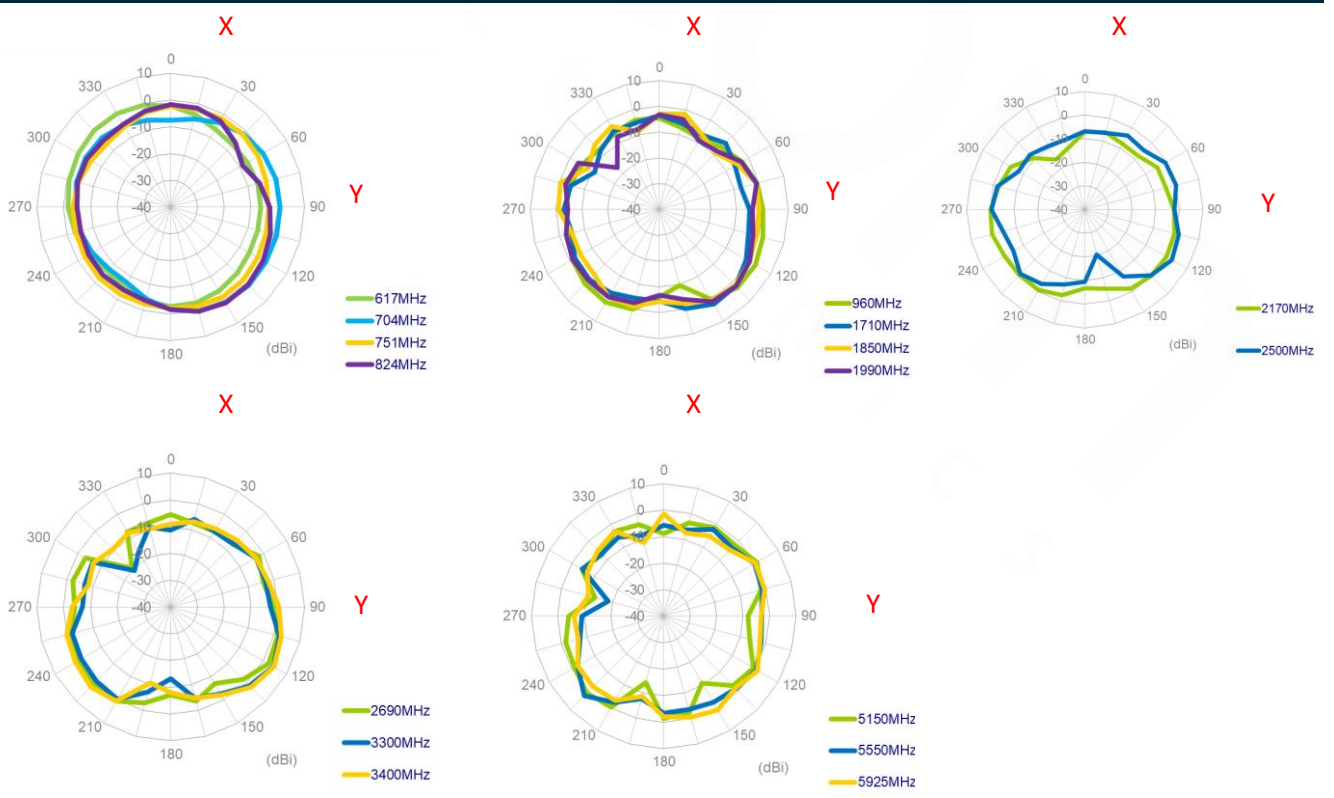 X
0
30
60
90
120
150
180
210
240
270
300
330
10
0
-10
-20
-30
-40
(dBi)
Y
617MHz
704MHz
751MHz
824MHz
X
0
30
60
90
120
150
180
210
240
270
300
330
10
0
-10
-20
-30
-40
(dBi)
Y
960MHz
1710MHz
1850MHz
1990MHz
X
0
30
60
90
120
150
180
210
240
270
300
330
10
0
-10
-20
-30
-40
(dBi)
Y
2170MHz
2500MHz
X
0
30
60
90
120
150
180
210
240
270
300
330
10
0
-10
-20
-30
-40
(dBi)
Y
2690MHz
3300MHz
3400MHz
X
0
30
60
90
120
150
180
210
240
270
300
330
10
0
-10
-20
-30
-40
(dBi)
Y
5150MHz
5550MHz
5925MHz